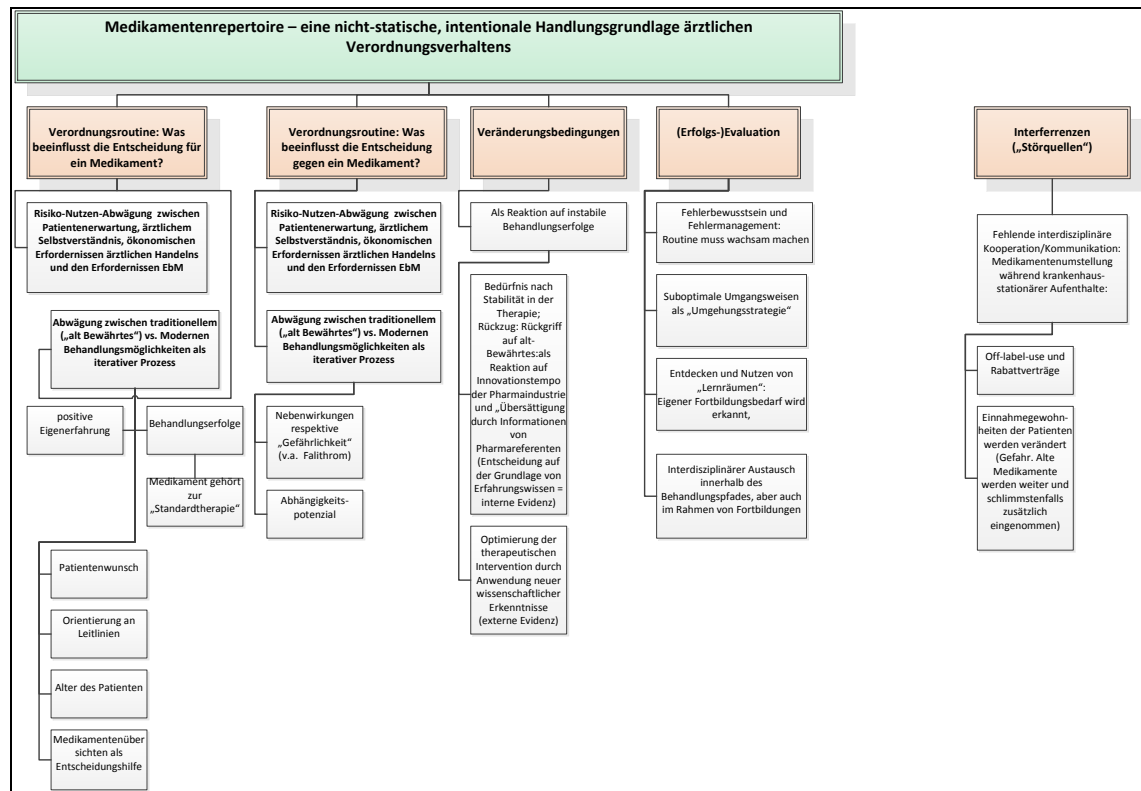 Medikamentenrepertoire – eine nicht-statische, intentionale Handlungsgrundlage ärztlichen
Verordnungsverhaltens
Verordnungsroutine: Was
beeinflusst die Entscheidung für
ein Medikament?
Risiko-Nutzen-Abwägung zwischen
Patientenerwartung, ärztlichem
Selbstverständnis, ökonomischen
Erfordernissen ärztlichen Handelns
und den Erfordernissen EbM
Abwägung zwischen traditionellem
(„alt Bewährtes“) vs. Modernen
Behandlungsmöglichkeiten als
iterativer Prozess
positive
Eigenerfahrung
Behandlungserfolge
Medikament gehört
zur
„Standardtherapie“
Patientenwunsch
Orientierung an
Leitlinien
Alter des Patienten
Medikamentenüber
sichten als
Entscheidungshilfe
Verordnungsroutine: Was
beeinflusst die Entscheidung
gegen ein Medikament?
Risiko-Nutzen-Abwägung zwischen
Patientenerwartung, ärztlichem
Selbstverständnis, ökonomischen
Erfordernissen ärztlichen Handelns
und den Erfordernissen EbM
Abwägung zwischen traditionellem
(„alt Bewährtes“) vs. Modernen
Behandlungsmöglichkeiten als
iterativer Prozess
Nebenwirkungen
respektive
„Gefährlichkeit“
(v.a. Falithrom)
Abhängigkeits-
potenzial
Veränderungsbedingungen
Als Reaktion auf instabile
Behandlungserfolge
Bedürfnis nach
Stabilität in der
Therapie;
Rückzug: Rückgriff
auf alt-
Bewährtes:als
Reaktion auf
Innovationstempo
der Pharmaindustrie
und „Übersättigung
durch Informationen
von
Pharmareferenten
(Entscheidung auf
der Grundlage von
Erfahrungswissen =
interne Evidenz)
Optimierung der
therapeutischen
Intervention durch
Anwendung neuer
wissenschaftlicher
Erkenntnisse
(externe Evidenz)
(Erfolgs-)Evaluation
Fehlerbewusstsein und
Fehlermanagement:
Routine muss wachsam machen
Suboptimale Umgangsweisen
als „Umgehungsstrategie“
Entdecken und Nutzen von
„Lernräumen“:
Eigener Fortbildungsbedarf wird
erkannt,
Interdisziplinärer Austausch
innerhalb des
Behandlungspfades, aber auch
im Rahmen von Fortbildungen
Interferrenzen
(„Störquellen“)
Fehlende interdisziplinäre
Kooperation/Kommunikation:
Medikamentenumstellung
während krankenhaus-
stationärer Aufenthalte:
Off-label-use und
Rabattverträge
Einnahmegewohn-
heiten der Patienten
werden verändert
(Gefahr. Alte
Medikamente
werden weiter und
schlimmstenfalls
zusätzlich
eingenommen)